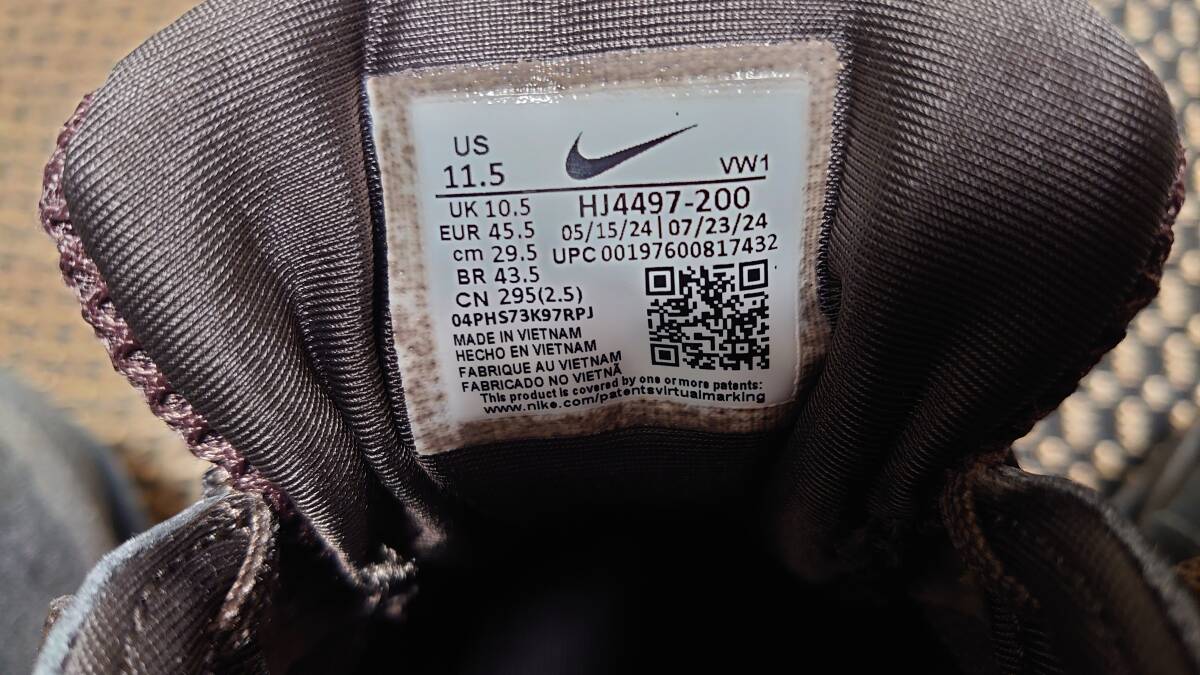 US
11.5
VW1
UK 10.5
HJ4497-200
EUR 45.5
05/15/24 | 07/23/24
cm 29.5
UPC 00197600817432
BR 43.5
CN 295(2.5)
04PHS73K97RPJ
MADE IN VIETNAM
HECHO EN VIETNAM
FABRIQUE AU VIETNAM
FABRICADO NO VIETNÃ
This product is covered by one or more patents:
www.nike.com/patentsvirtualmarking